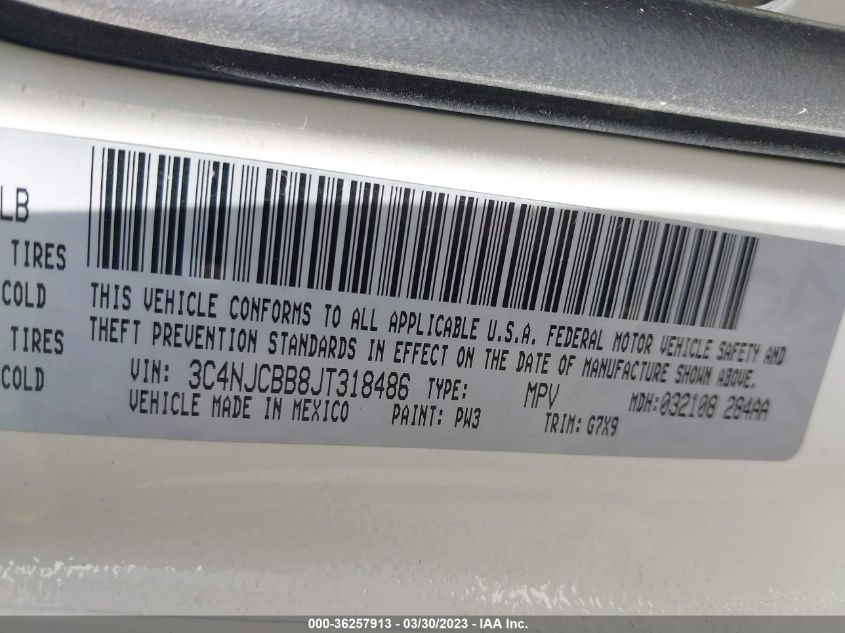 LB
TIRES
COLD
TIRES
COLD
THIS VEHICLE CONFORMS TO ALL APPLICABLE U.S.A. FEDERAL MOTOR VEHICLE SAFETY AND
THEFT PREVENTION STANDARDS IN EFFECT ON THE DATE OF MANUFACTURE SHOWN ABOVE.
VIN: 3C4NJCBB8JT318486 TYPE: MPV MDH:032108 284AA
VEHICLE MADE IN MEXICO PAINT: PW3 TRIM: G7X9
000-36257913 - 03/30/2023 - IAA Inc.